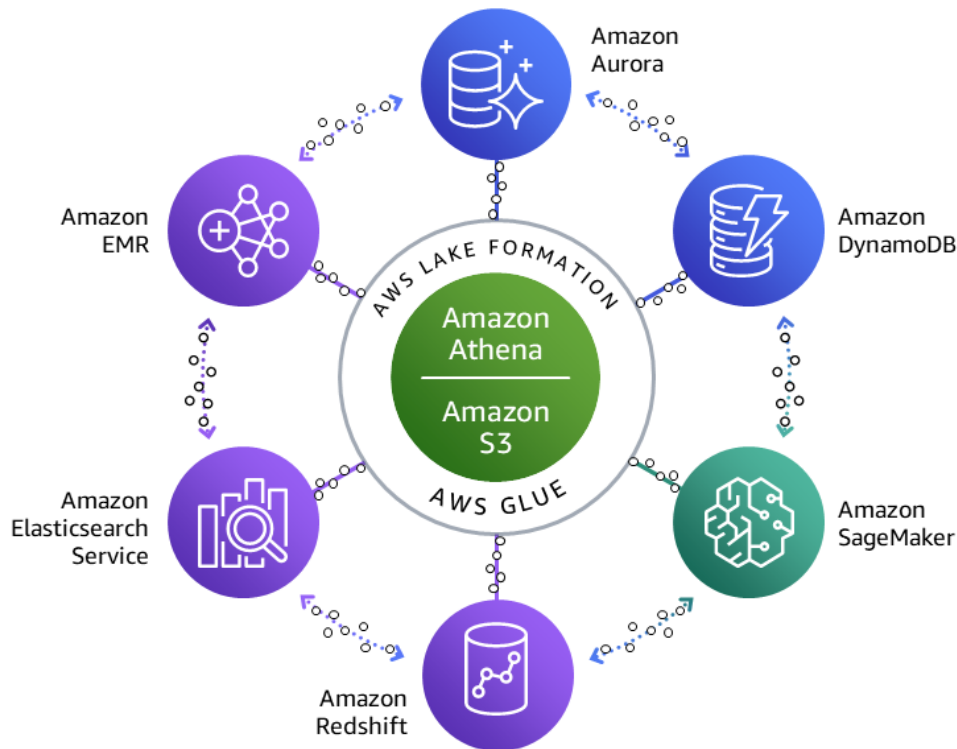 Amazon
Aurora
Amazon
EMR
Amazon
DynamoDB
AWS LAKE FORMATION
Amazon
Athena
Amazon
S3
AWS GLUE
Amazon
Elasticsearch
Service
Amazon
SageMaker
Amazon
Redshift